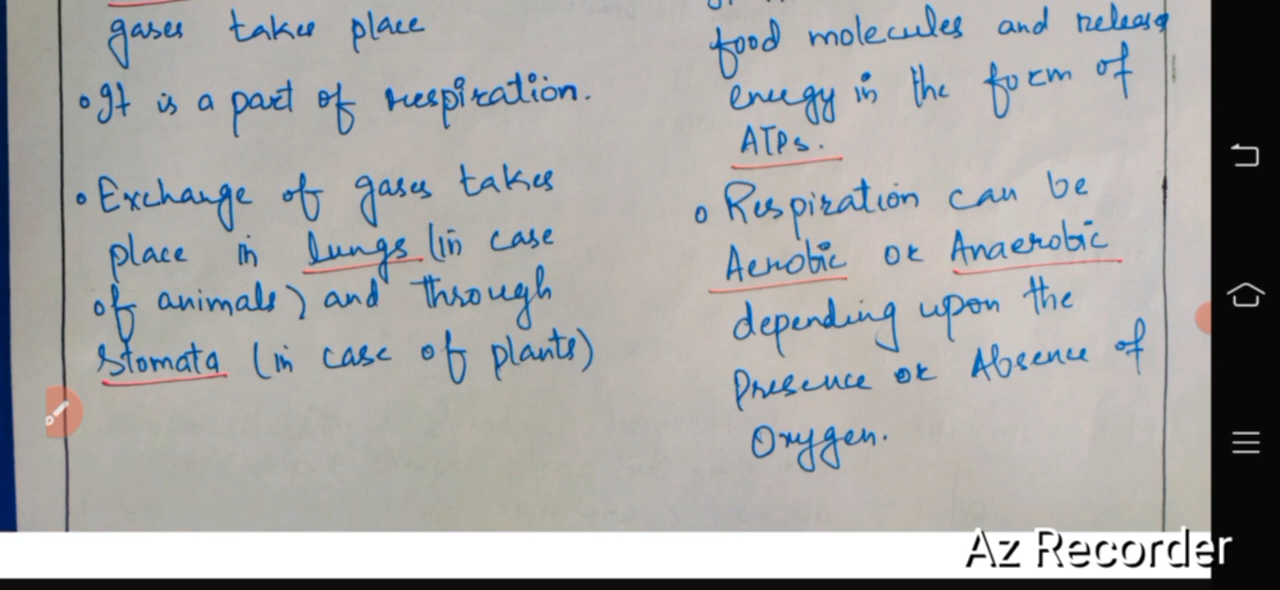 gases takes place
• It is a part of respiration.
• Exchange of gases takes
place in lungs (in case
of animals) and through
Stomata (in case of plants)
food molecules and release
energy in the form of
ATPs.
• Respiration can be
Aerobic or Anaerobic
depending upon the
Presence or Absence of
Oxygen.
Az Recorder